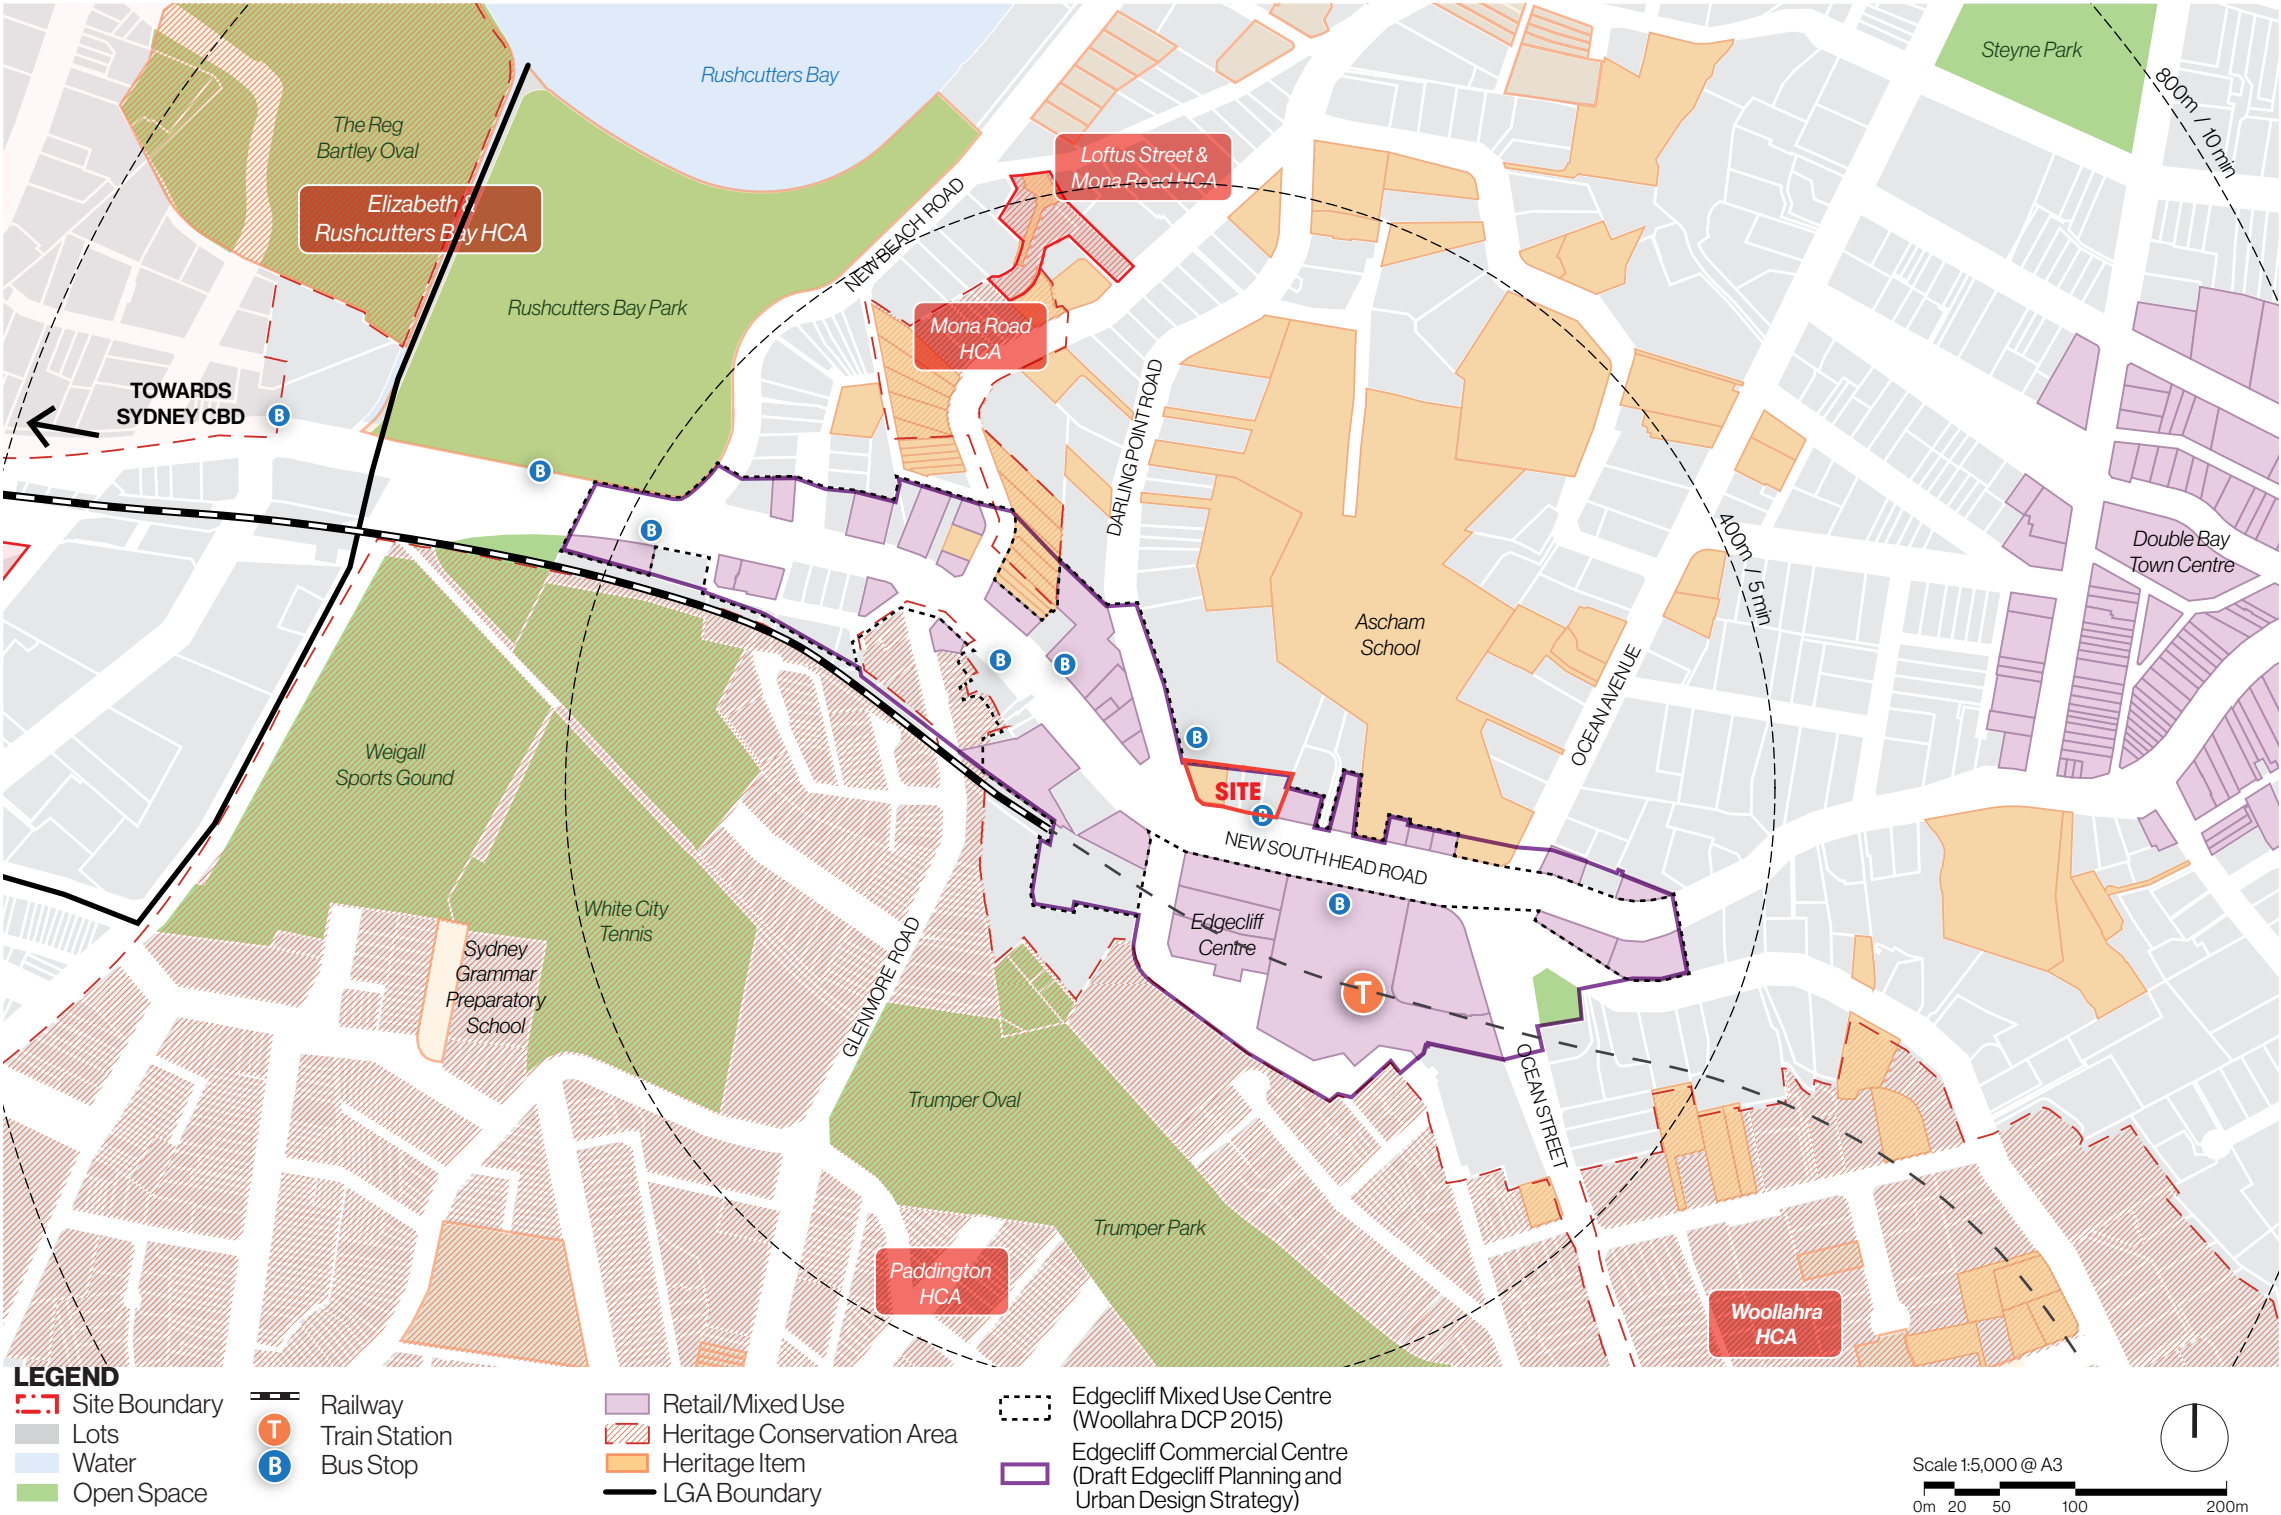 Steyne Park
Rushcutters Bay
800m / 10 min
The Reg
Bartley Oval
Loftus Street &
Mona Road HCA
Elizabeth &
Rushcutters Bay HCA
NEW BEACH ROAD
Rushcutters Bay Park
Mona Road
HCA
TOWARDS
SYDNEY CBD
B
B
B
DARLING POINT ROAD
400m / 5 min
Double Bay
Town Centre
Ascham
School
B
B
OCEAN AVENUE
B
Weigall
Sports Gound
SITE
B
NEW SOUTH HEAD ROAD
B
White City
Tennis
Edgecliff
Centre
Sydney
Grammar
Preparatory
School
GLENMORE ROAD
T
OCEAN STREET
Trumper Oval
Trumper Park
Paddington
HCA
Woollahra
HCA
LEGEND
Site Boundary
Lots
Water
Open Space
Railway
T Train Station
B Bus Stop
Retail/Mixed Use
Heritage Conservation Area
Heritage Item
LGA Boundary
Edgecliff Mixed Use Centre
(Woollahra DCP 2015)
Edgecliff Commercial Centre
(Draft Edgecliff Planning and
Urban Design Strategy)
Scale 1:5,000 @ A3
0m 20 50 100 200m